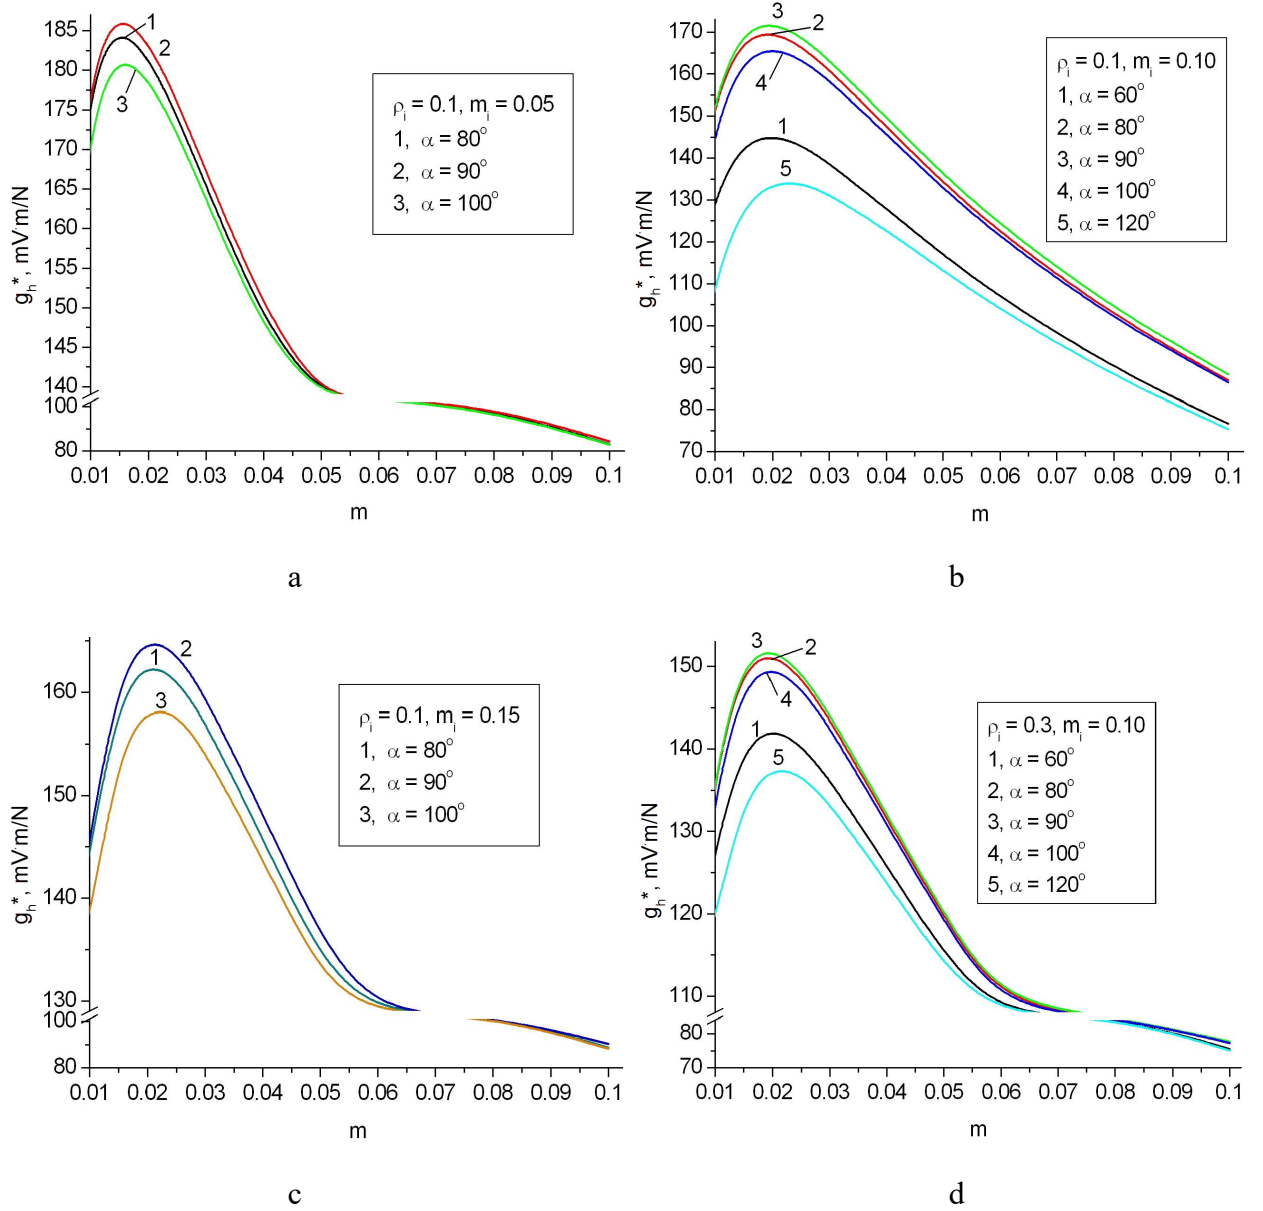 185
180
175
170
165
160
155
150
145
140
100
80
g_h*, mV·m/N
1
2
3
ρ_i = 0.1, m_i = 0.05
1, α = 80°
2, α = 90°
3, α = 100°
0.01 0.02 0.03 0.04 0.05 0.06 0.07 0.08 0.09 0.1
m
a
170
160
150
140
130
120
110
100
90
80
70
g_h*, mV·m/N
3
2
4
1
5
ρ_i = 0.1, m_i = 0.10
1, α = 60°
2, α = 80°
3, α = 90°
4, α = 100°
5, α = 120°
0.01 0.02 0.03 0.04 0.05 0.06 0.07 0.08 0.09 0.1
m
b
160
150
140
130
100
80
g_h*, mV·m/N
2
1
3
ρ_i = 0.1, m_i = 0.15
1, α = 80°
2, α = 90°
3, α = 100°
0.01 0.02 0.03 0.04 0.05 0.06 0.07 0.08 0.09 0.1
m
c
150
140
130
120
110
80
70
g_h*, mV·m/N
3
2
4
1
5
ρ_i = 0.3, m_i = 0.10
1, α = 60°
2, α = 80°
3, α = 90°
4, α = 100°
5, α = 120°
0.01 0.02 0.03 0.04 0.05 0.06 0.07 0.08 0.09 0.1
m
d